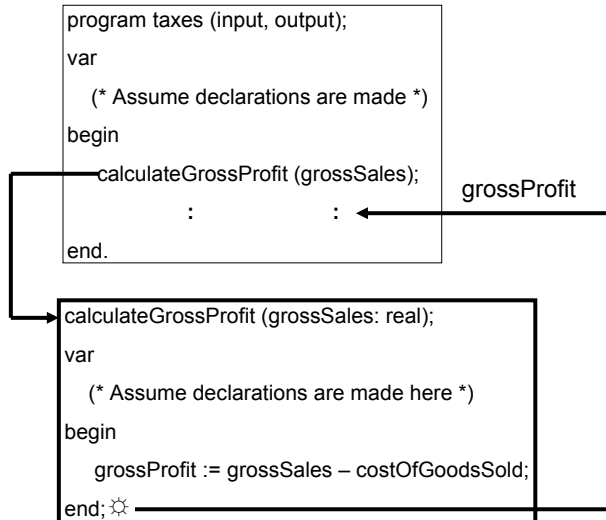 program taxes (input, output);
var
(* Assume declarations are made *)
begin
calculateGrossProfit (grossSales);
: :
end.
grossProfit
calculateGrossProfit (grossSales: real);
var
(* Assume declarations are made here *)
begin
grossProfit := grossSales – costOfGoodsSold;
end;☼